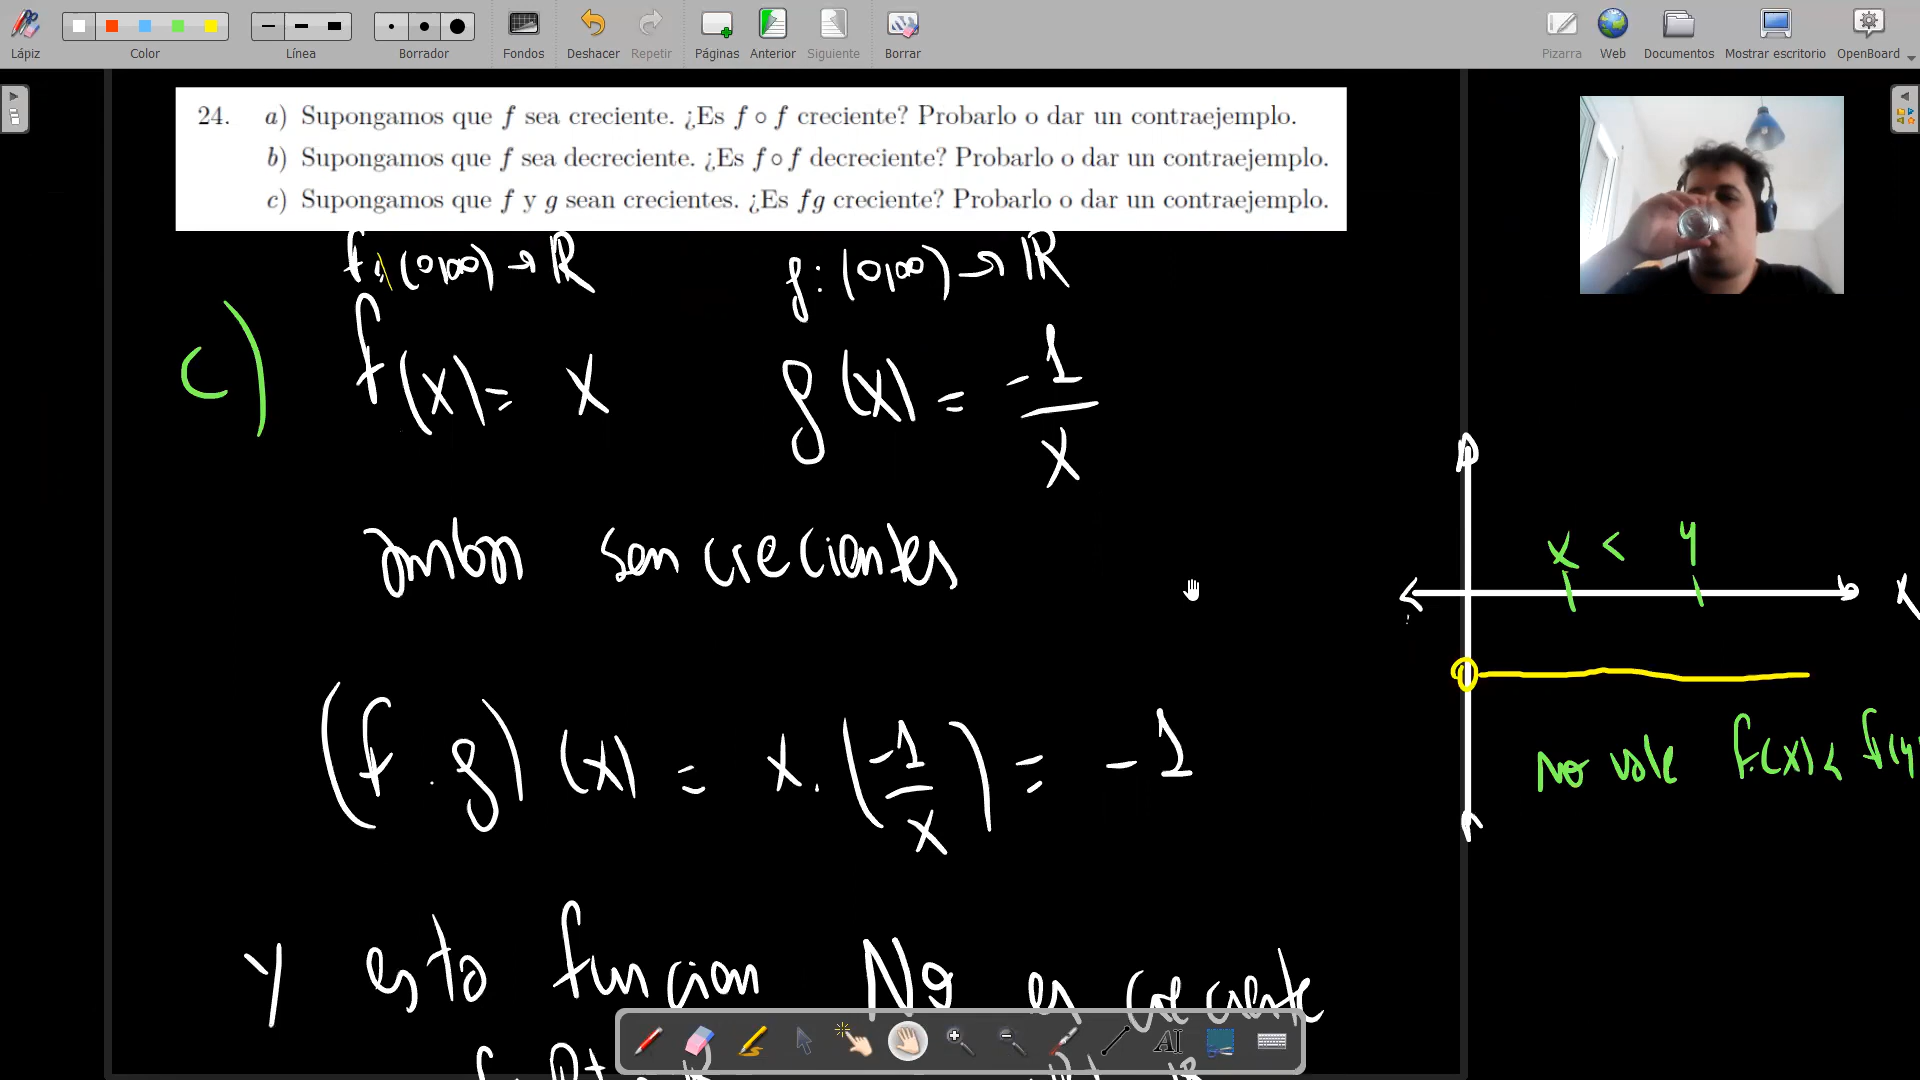 Lápiz Color Línea Borrador Fondos Deshacer Repetir Páginas Anterior Siguiente Borrar Pizarra Web Documentos Mostrar escritorio OpenBoard
24. a) Supongamos que f sea creciente. ¿Es f ∘ f creciente? Probarlo o dar un contraejemplo.
b) Supongamos que f sea decreciente. ¿Es f ∘ f decreciente? Probarlo o dar un contraejemplo.
c) Supongamos que f y g sean crecientes. ¿Es fg creciente? Probarlo o dar un contraejemplo.
f: (0,∞) → ℝ g: (0,∞) → ℝ
c) f(x) = x g(x) = -1/x
ambas son crecientes
x < y
x
(f · g)(x) = x · (-1/x) = -1
No vale f(x) < f(y
y esta funcion No es creciente
AI